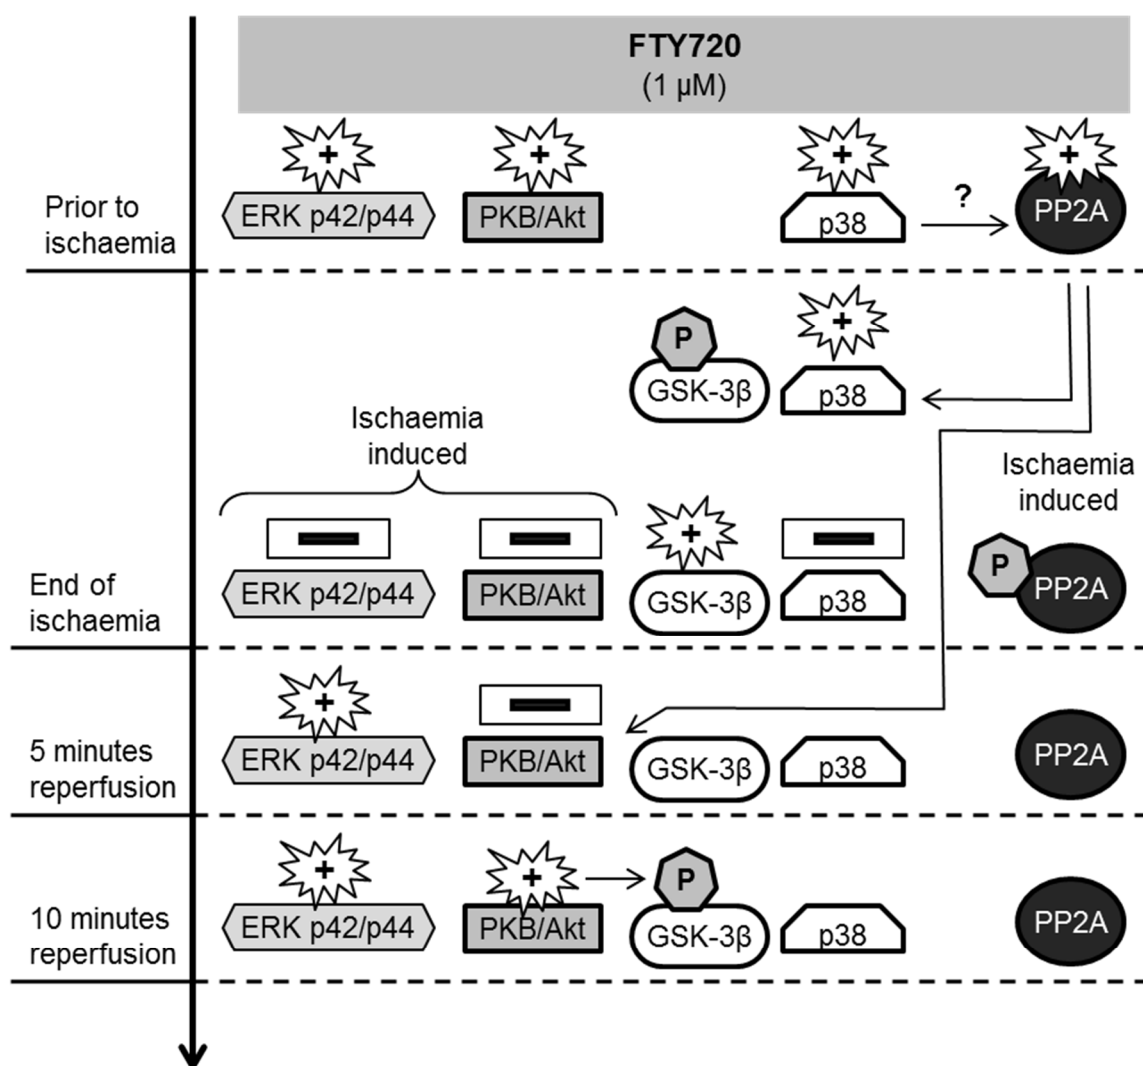 FTY720
(1 µM)
+
+
+
+
Prior to
ischaemia
ERK p42/p44
PKB/Akt
p38
?
PP2A
P
+
GSK-3β
p38
Ischaemia
induced
Ischaemia
induced
+
P
End of
ischaemia
ERK p42/p44
PKB/Akt
GSK-3β
p38
PP2A
+
5 minutes
reperfusion
ERK p42/p44
PKB/Akt
GSK-3β
p38
PP2A
+
+
P
10 minutes
reperfusion
ERK p42/p44
PKB/Akt
GSK-3β
p38
PP2A